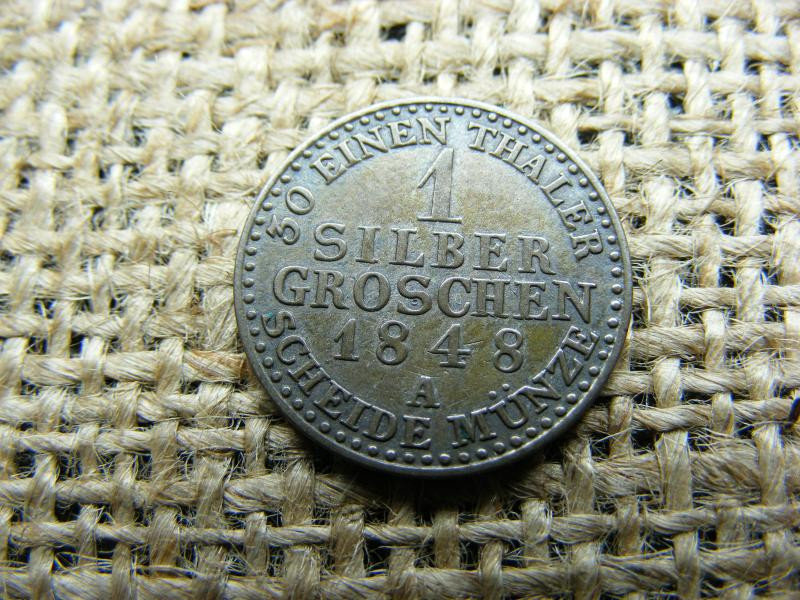 30 EINEN THALER
1
SILBER
GROSCHEN
1848
A
SCHEIDE MÜNZE